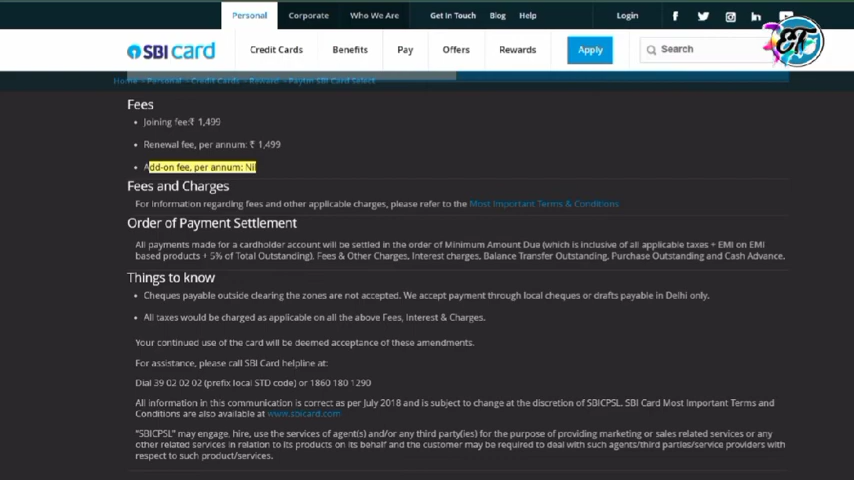 Personal Corporate Who We Are Get In Touch Blog Help Login
SBI card Credit Cards Benefits Pay Offers Rewards Apply Search
ET
Home Personal Credit Cards Reward Paytm SBI Card Select
Fees
• Joining fee:₹ 1,499
• Renewal fee, per annum: ₹ 1,499
• Add-on fee, per annum: Nil
Fees and Charges
For information regarding fees and other applicable charges, please refer to the Most Important Terms & Conditions
Order of Payment Settlement
All payments made for a cardholder account will be settled in the order of Minimum Amount Due (which is inclusive of all applicable taxes + EMI on EMI
based products + 5% of Total Outstanding), Fees & Other Charges, Interest charges, Balance Transfer Outstanding, Purchase Outstanding and Cash Advance.
Things to know
• Cheques payable outside clearing the zones are not accepted. We accept payment through local cheques or drafts payable in Delhi only.
• All taxes would be charged as applicable on all the above Fees, Interest & Charges.
Your continued use of the card will be deemed acceptance of these amendments.
For assistance, please call SBI Card helpline at:
Dial 39 02 02 02 (prefix local STD code) or 1860 180 1290
All information in this communication is correct as per July 2018 and is subject to change at the discretion of SBICPSL. SBI Card Most Important Terms and
Conditions are also available at www.sbicard.com
"SBICPSL" may engage, hire, use the services of agent(s) and/or any third party(ies) for the purpose of providing marketing or sales related services or any
other related services in relation to its products on its behalf and the customer may be required to deal with such agents/third parties/service providers with
respect to such product/services.